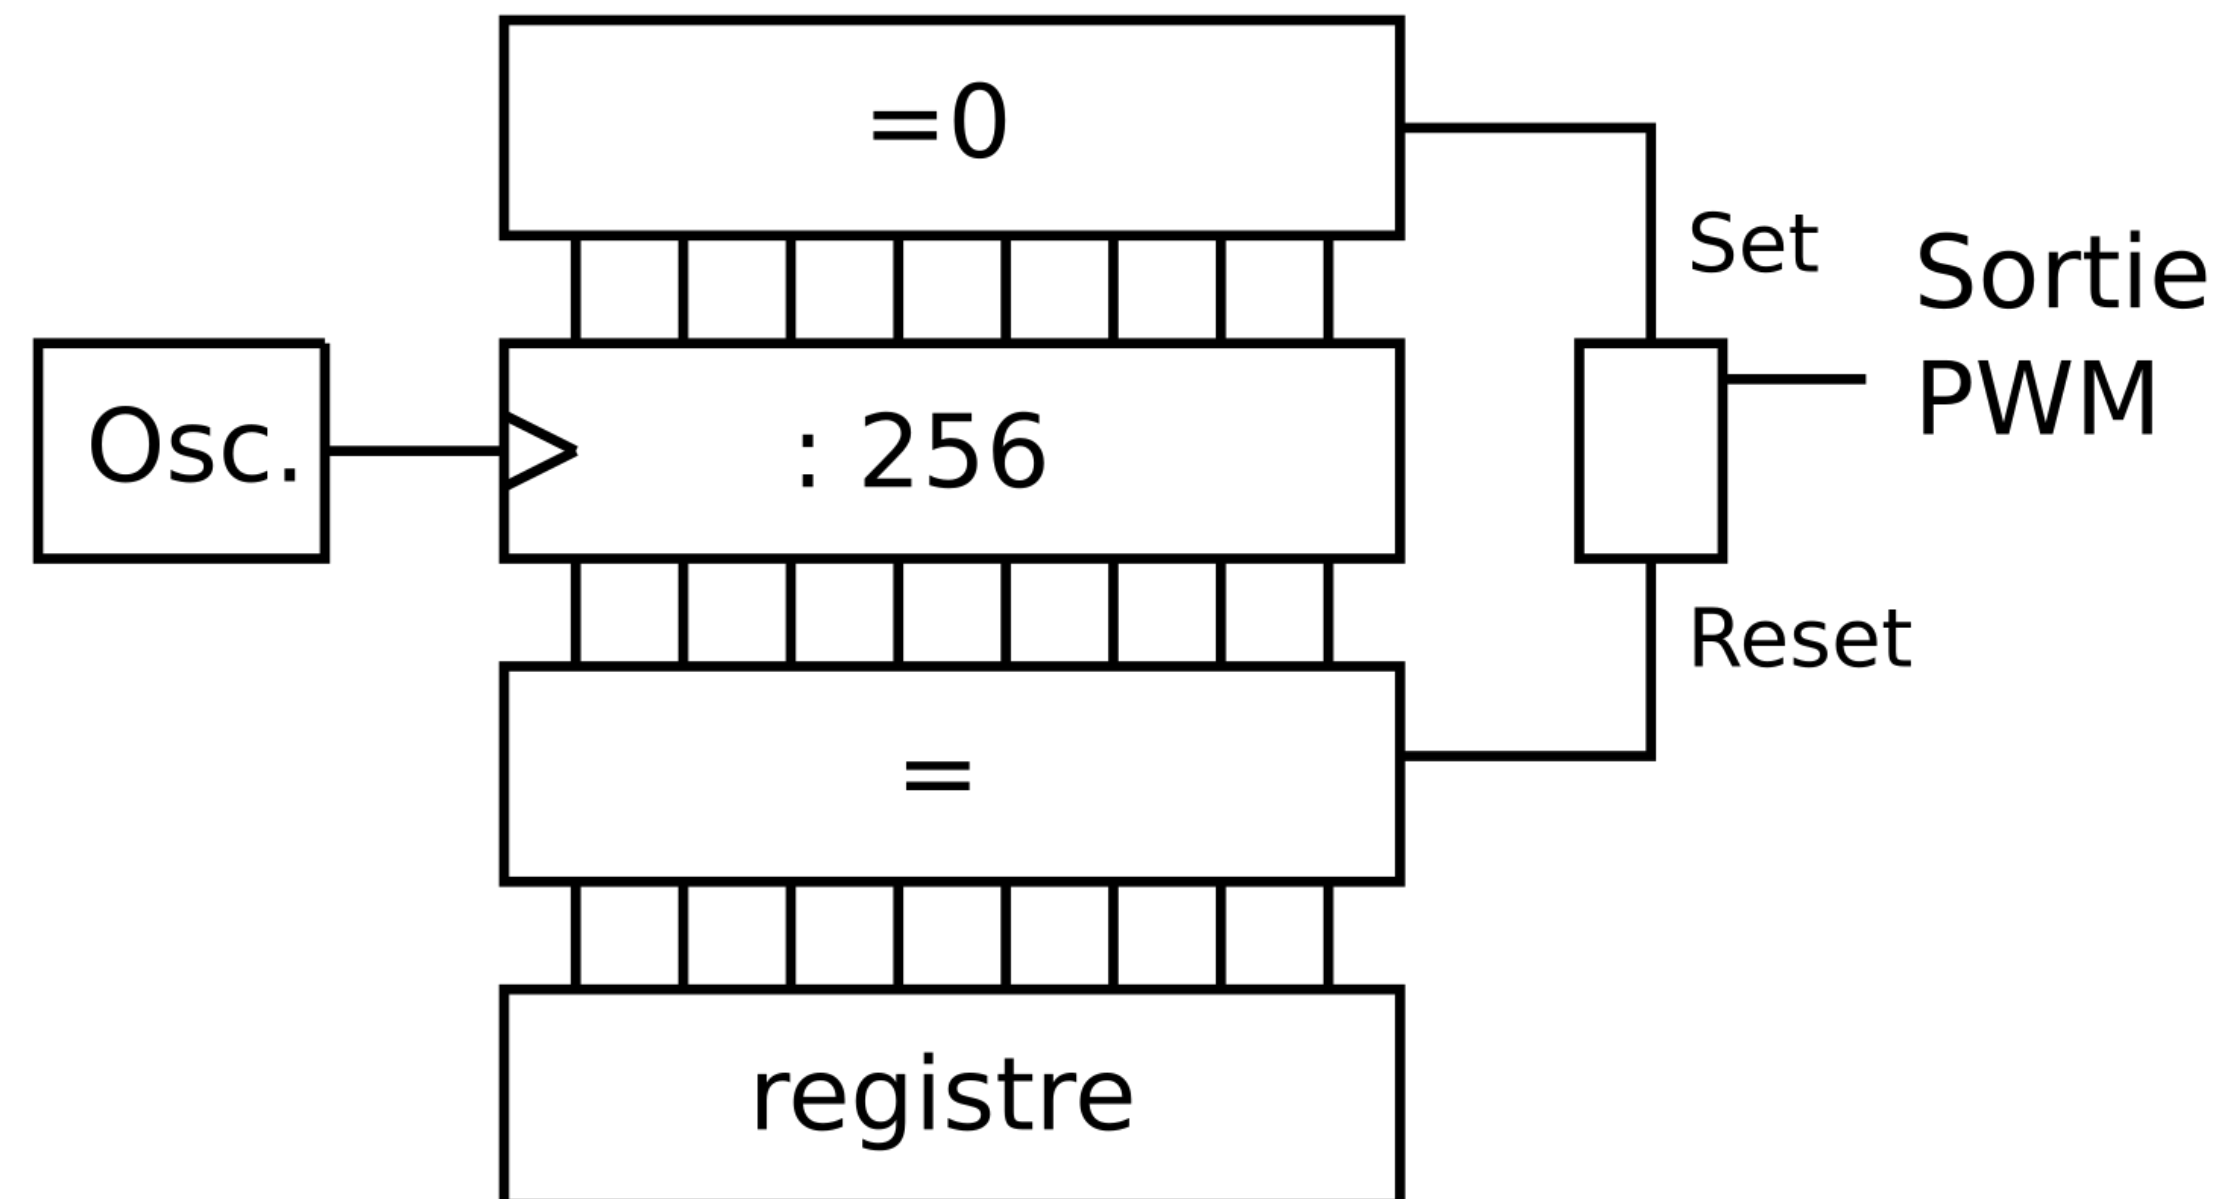 =0
Set
Sortie
PWM
Osc.
: 256
Reset
=
registre